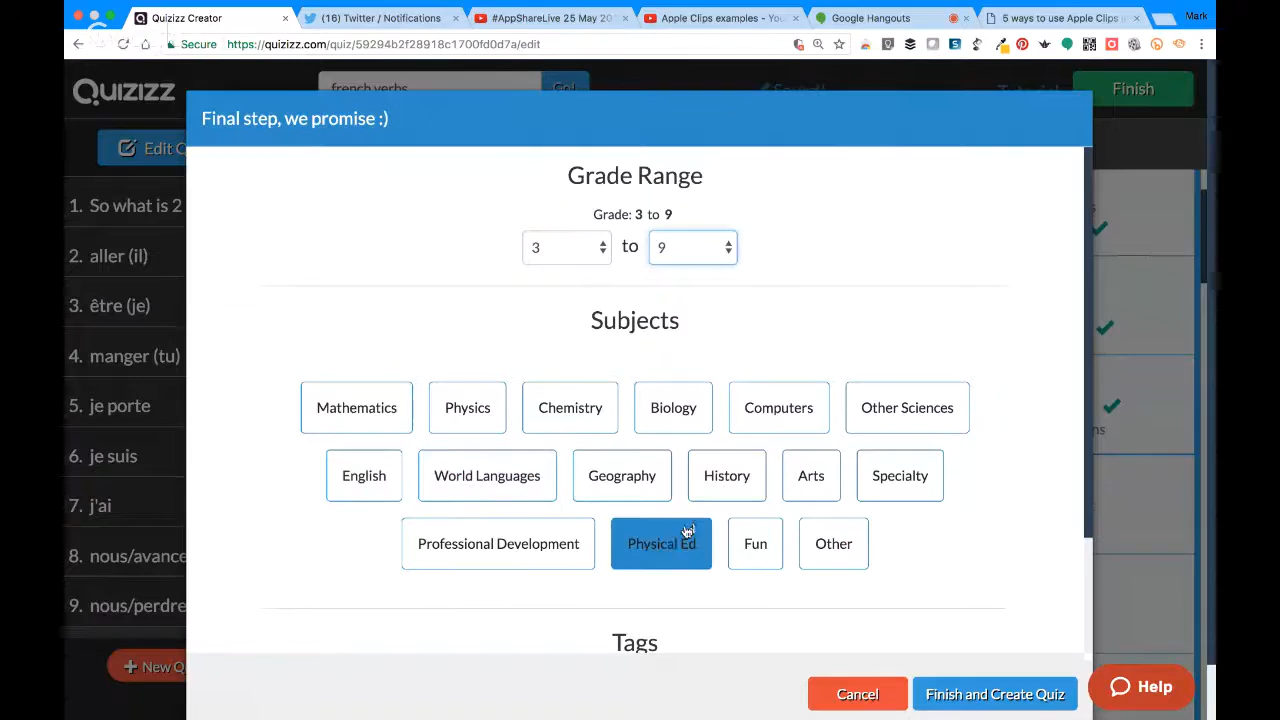 Quizizz Creator
(16) Twitter / Notifications
#AppShareLive 25 May 20
Apple Clips examples - You
Google Hangouts
5 ways to use Apple Clips
Mark
Secure
https://quizizz.com/quiz/59294b2f28918c1700fd0d7a/edit
Quizizz
french verbs
Finish
Final step, we promise :)
Edit Q
Grade Range
Grade: 3 to 9
3 to 9
1. So what is 2
2. aller (il)
3. être (je)
4. manger (tu)
5. je porte
6. je suis
7. j'ai
8. nous/avance
9. nous/perdre
New Q
Subjects
Mathematics
Physics
Chemistry
Biology
Computers
Other Sciences
English
World Languages
Geography
History
Arts
Specialty
Professional Development
Physical Ed
Fun
Other
Tags
Cancel
Finish and Create Quiz
Help